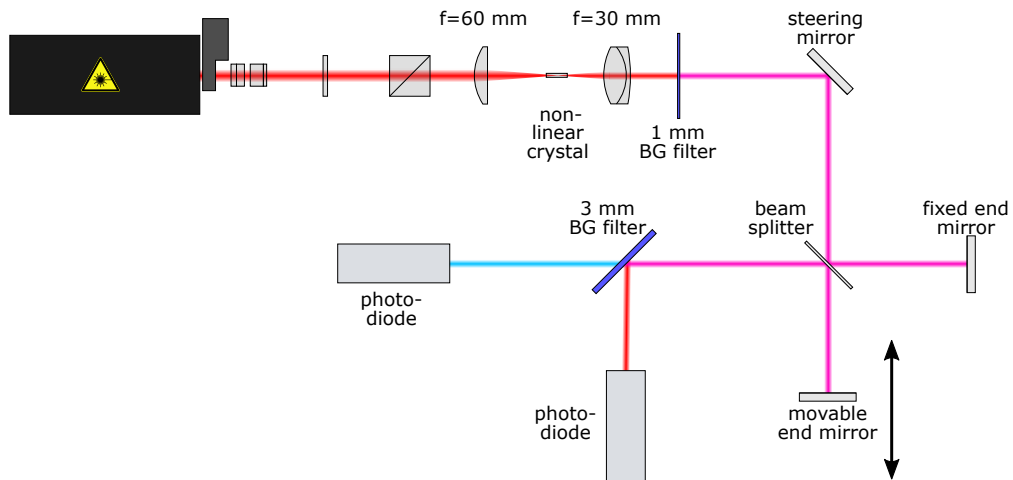 f=60 mm
f=30 mm
steering
mirror
non-
linear
crystal
1 mm
BG filter
3 mm
BG filter
beam
splitter
fixed end
mirror
photo-
diode
photo-
diode
movable
end mirror